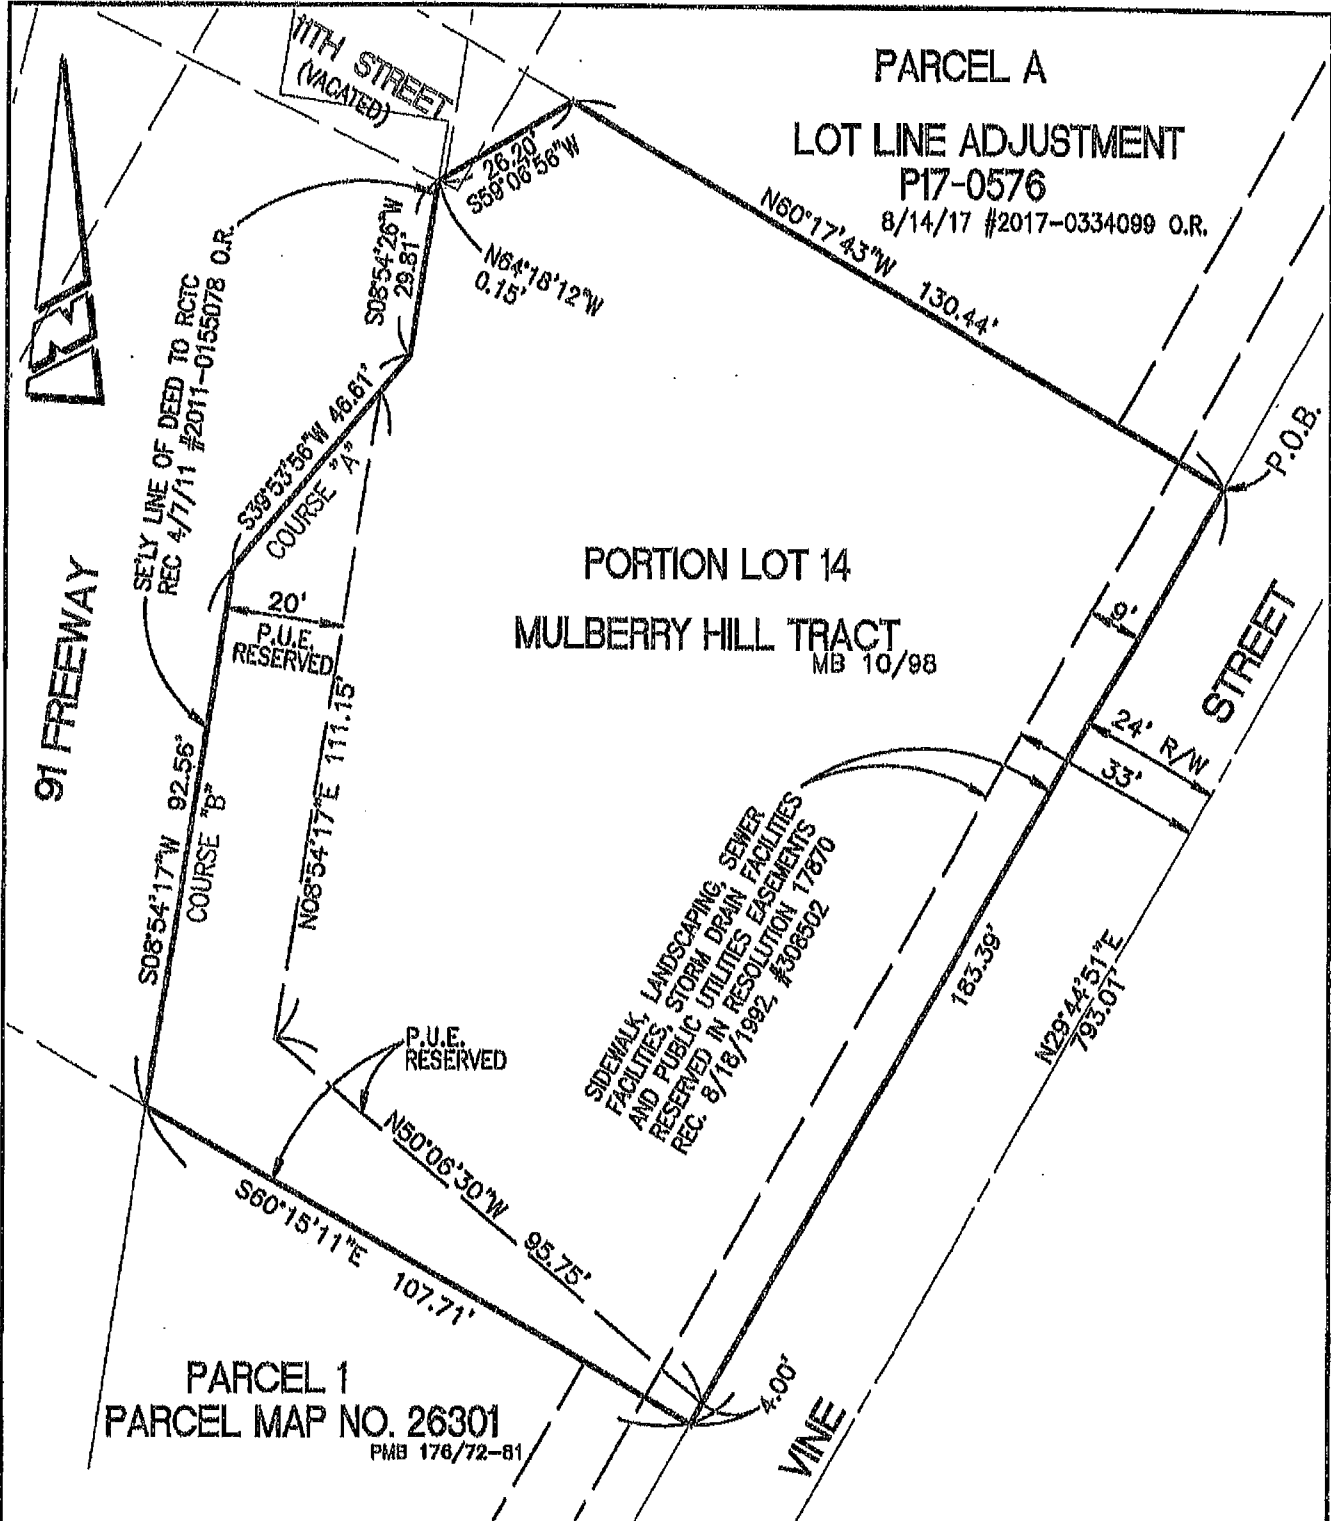 11TH STREET
(VACATED)
PARCEL A
LOT LINE ADJUSTMENT
P17-0576
8/14/17 #2017-0334099 O.R.
26.20'
S59°06'56"W
N60°17'43"W 130.44'
S08°54'26"W
29.81'
N64°18'12"W
0.15'
SE'LY LINE OF DEED TO RCTC
REC 4/7/11 #2011-0155078 O.R.
S39°53'56"W 46.61'
COURSE "A"
P.O.B.
91 FREEWAY
PORTION LOT 14
MULBERRY HILL TRACT
MB 10/98
20'
P.U.E.
RESERVED
9'
24' R/W
33'
STREET
S08°54'17"W 92.56'
COURSE "B"
N08°54'17"E 111.15'
SIDEWALK, LANDSCAPING, SEWER
FACILITIES, STORM DRAIN FACILITIES
AND PUBLIC UTILITIES EASEMENTS
RESERVED IN RESOLUTION 17870
REC. 8/18/1992, #308502
183.39'
N29°44'51"E
793.01'
P.U.E.
RESERVED
N50°06'30"W 95.75'
S60°15'11"E 107.71'
4.00'
VINE
PARCEL 1
PARCEL MAP NO. 26301
PMB 176/72-81